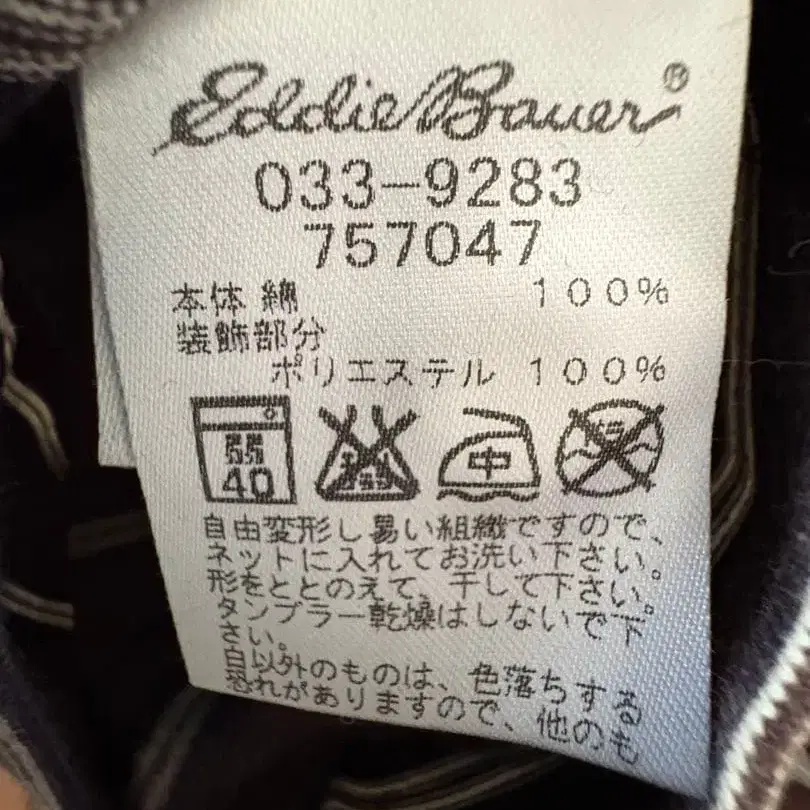 Eddie Bauer®
033-9283
757047
本体 綿 100%
装飾部分
ポリエステル 100%
弱 40 中
自由変形し易い組織ですので、
ネットに入れてお洗い下さい。
形をととのえて、干して下さい。
タンブラー乾燥はしないで下
さい。
白以外のものは、色落ちする
恐れがありますので、他のも